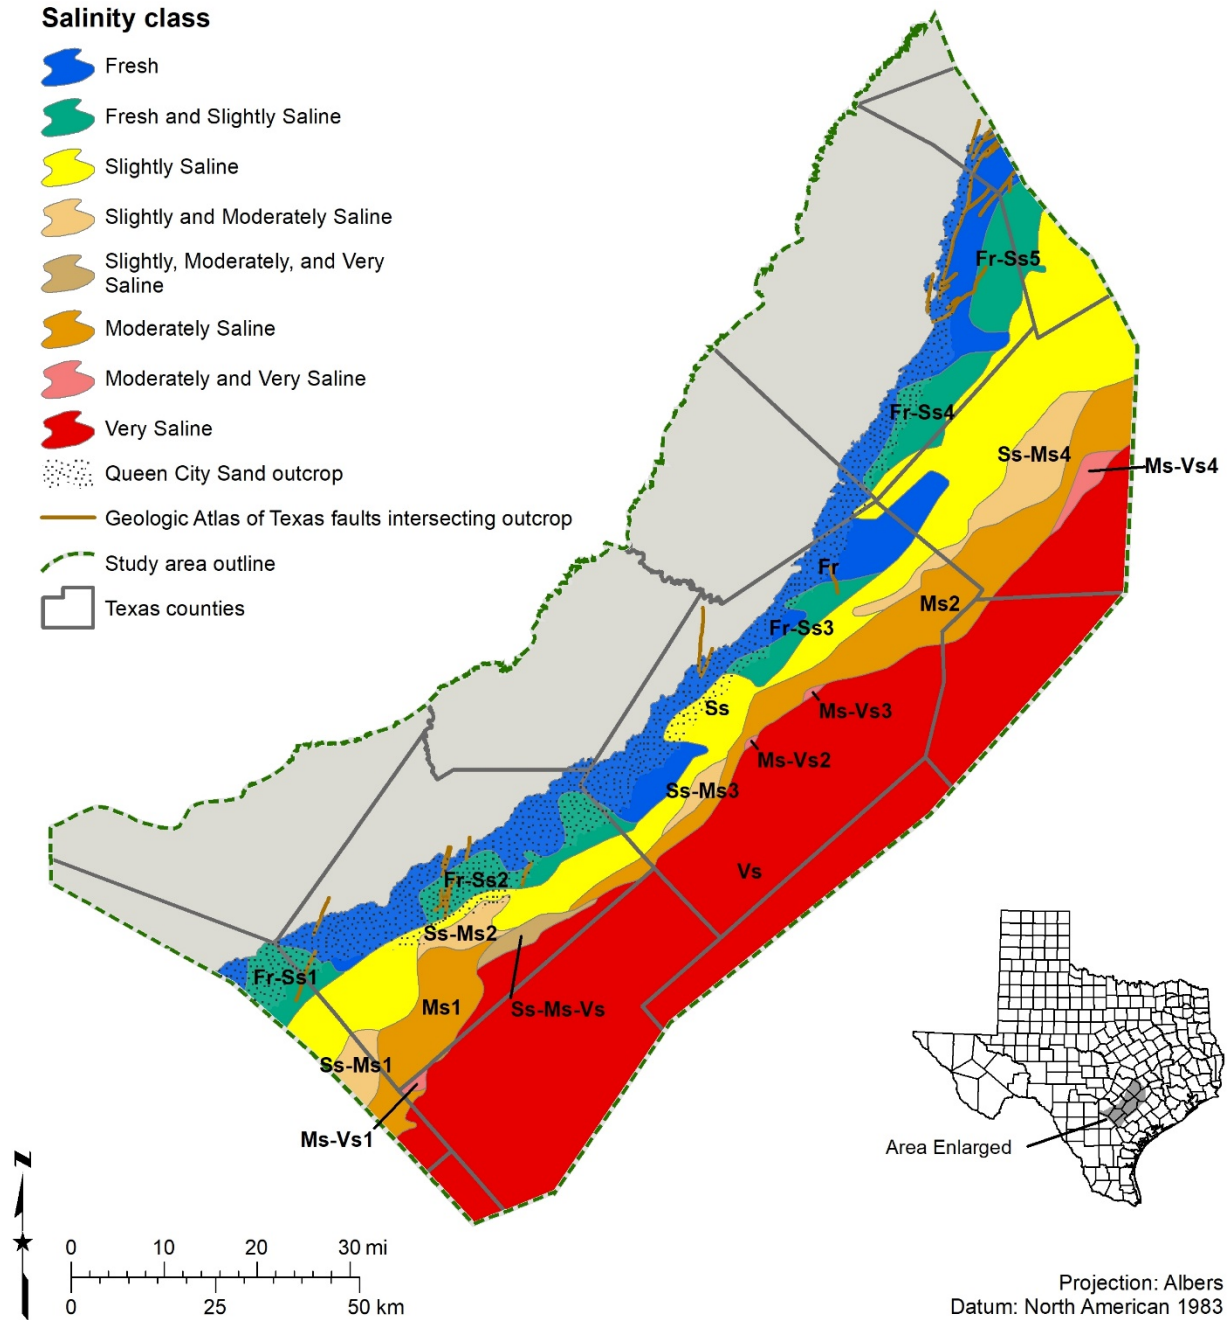 Salinity class
Fresh
Fresh and Slightly Saline
Slightly Saline
Slightly and Moderately Saline
Slightly, Moderately, and Very
Saline
Moderately Saline
Moderately and Very Saline
Very Saline
Queen City Sand outcrop
Geologic Atlas of Texas faults intersecting outcrop
Study area outline
Texas counties
Fr-Ss5
Fr-Ss4
Ss-Ms4
Ms-Vs4
Fr
Ms2
Fr-Ss3
Ss
Ms-Vs3
Ms-Vs2
Ss-Ms3
Vs
Fr-Ss2
Ss-Ms2
Fr-Ss1
Ms1
Ss-Ms-Vs
Ss-Ms1
Ms-Vs1
Area Enlarged
N
0 10 20 30 mi
0 25 50 km
Projection: Albers
Datum: North American 1983